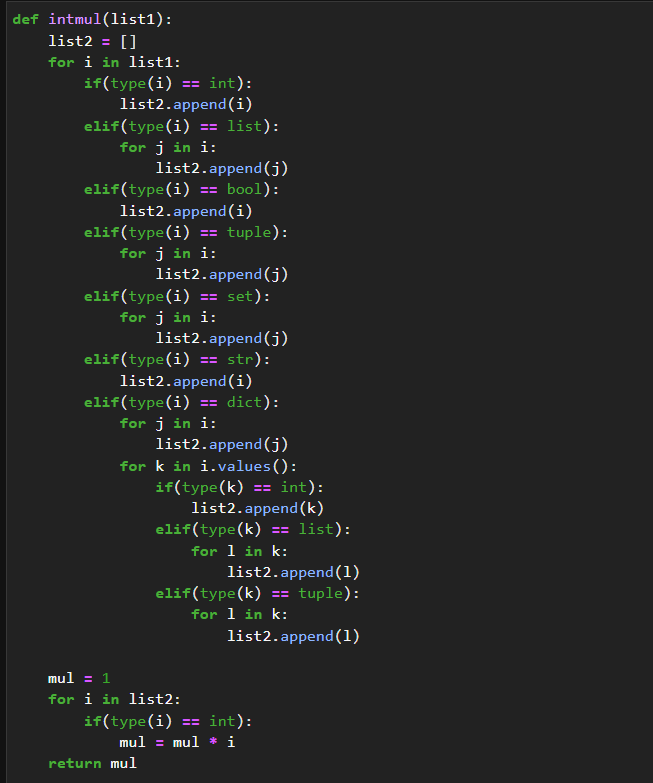 def intmul(list1):
    list2 = []
    for i in list1:
        if(type(i) == int):
            list2.append(i)
        elif(type(i) == list):
            for j in i:
                list2.append(j)
        elif(type(i) == bool):
            list2.append(i)
        elif(type(i) == tuple):
            for j in i:
                list2.append(j)
        elif(type(i) == set):
            for j in i:
                list2.append(j)
        elif(type(i) == str):
            list2.append(i)
        elif(type(i) == dict):
            for j in i:
                list2.append(j)
            for k in i.values():
                if(type(k) == int):
                    list2.append(k)
                elif(type(k) == list):
                    for l in k:
                        list2.append(l)
                elif(type(k) == tuple):
                    for l in k:
                        list2.append(l)

    mul = 1
    for i in list2:
        if(type(i) == int):
            mul = mul * i
    return mul